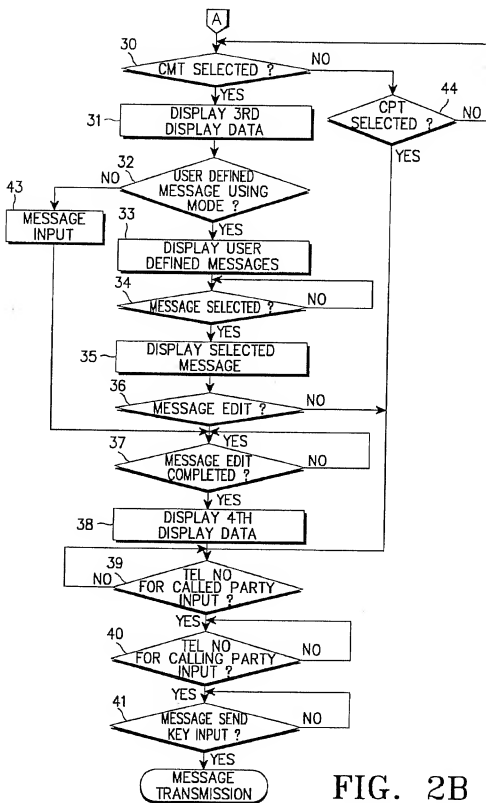 A
30
CMT SELECTED ?
NO
YES
44
31
DISPLAY 3RD
DISPLAY DATA
CPT
SELECTED ?
NO
YES
32
NO
USER DEFINED
MESSAGE USING
MODE ?
43
MESSAGE
INPUT
YES
33
DISPLAY USER
DEFINED MESSAGES
34
MESSAGE SELECTED ?
NO
YES
35
DISPLAY SELECTED
MESSAGE
36
MESSAGE EDIT ?
NO
YES
37
MESSAGE EDIT
COMPLETED ?
NO
YES
38
DISPLAY 4TH
DISPLAY DATA
39
NO
TEL NO
FOR CALLED PARTY
INPUT ?
YES
40
TEL NO
FOR CALLING PARTY
INPUT ?
NO
YES
41
MESSAGE SEND
KEY INPUT ?
NO
YES
MESSAGE
TRANSMISSION
FIG. 2B